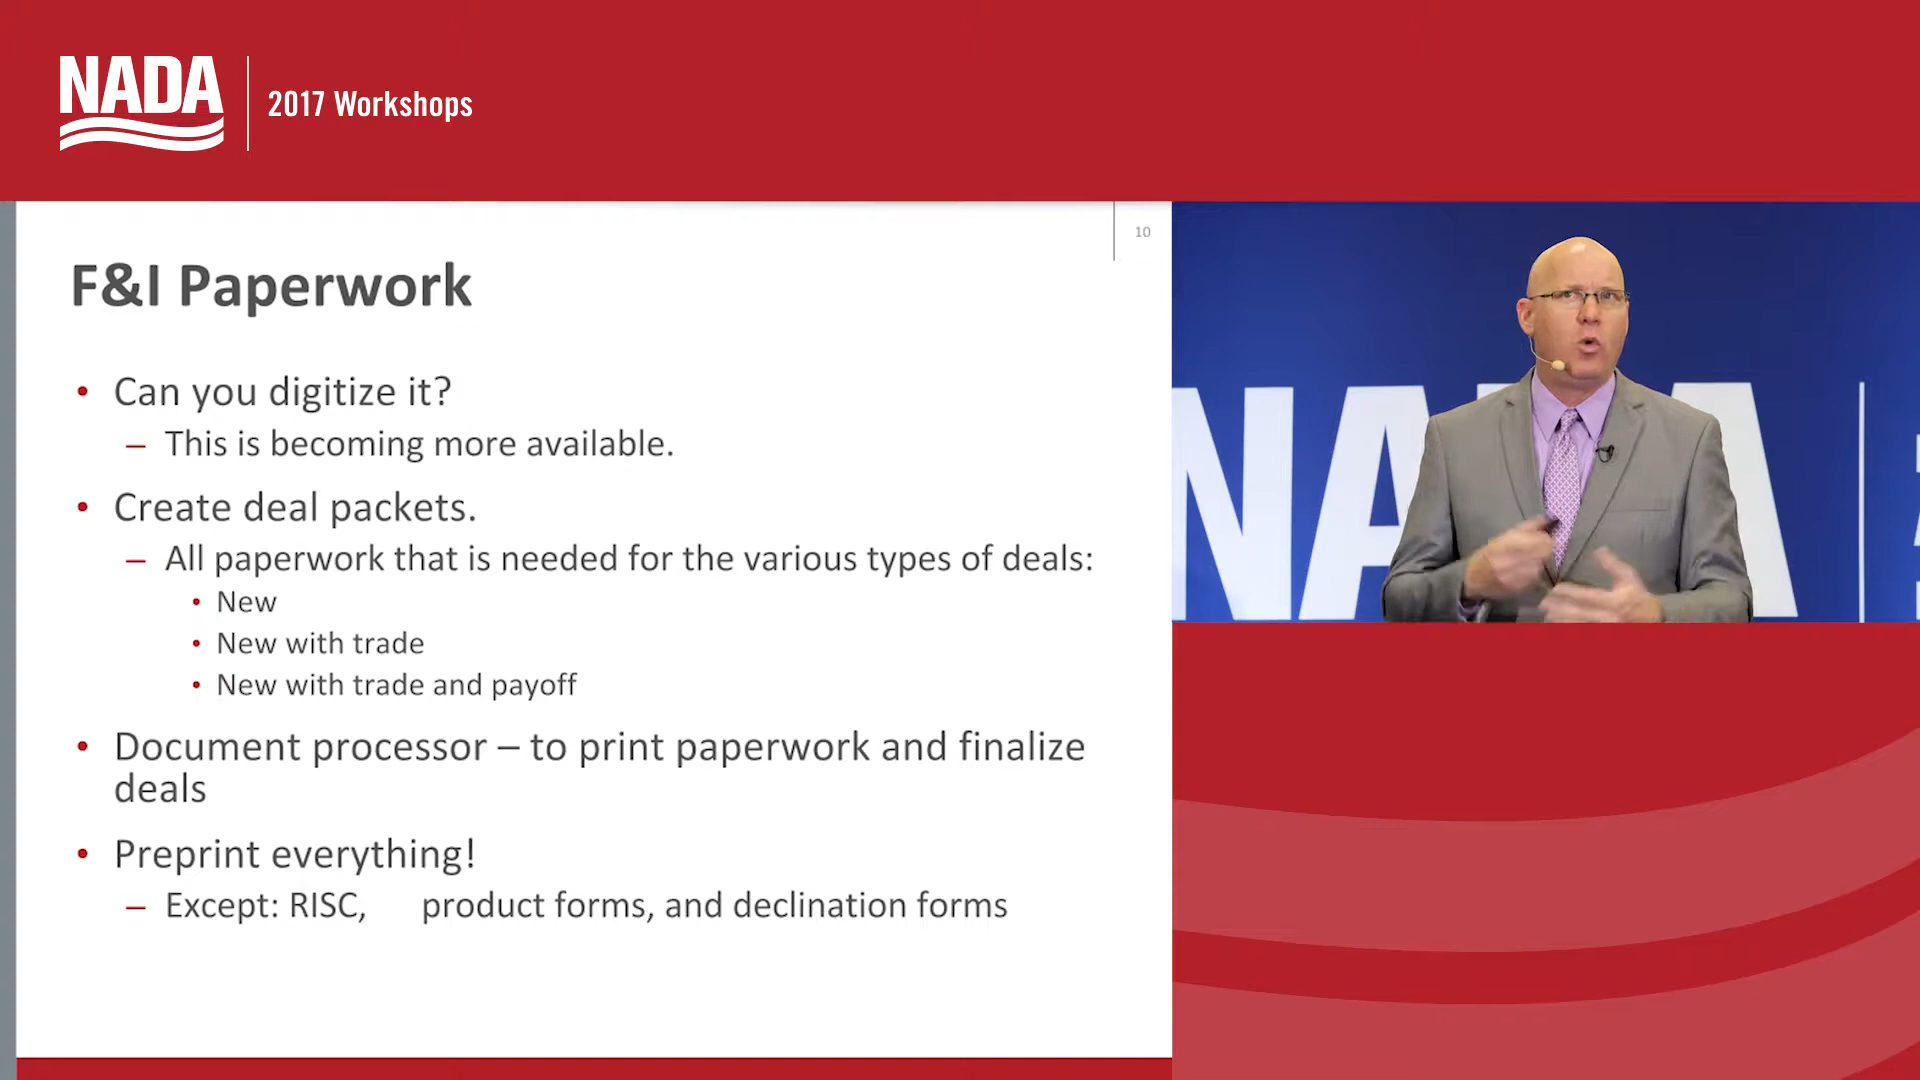 NADA
2017 Workshops
10
F&I Paperwork
• Can you digitize it?
– This is becoming more available.
• Create deal packets.
– All paperwork that is needed for the various types of deals:
• New
• New with trade
• New with trade and payoff
• Document processor – to print paperwork and finalize
deals
• Preprint everything!
– Except: RISC, product forms, and declination forms
NADA